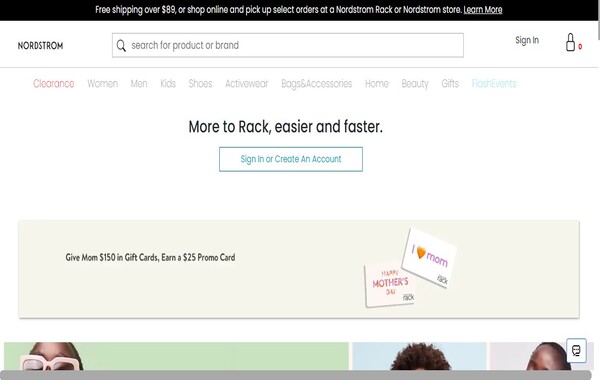 Free shipping over $89, or shop online and pick up select orders at a Nordstrom Rack or Nordstrom store. Learn More
NORDSTROM
search for product or brand
Sign In
0
Clearance Women Men Kids Shoes Activewear Bags&Accessories Home Beauty Gifts FlashEvents
More to Rack, easier and faster.
Sign In or Create An Account
Give Mom $150 in Gift Cards, Earn a $25 Promo Card
I mom
rack
HAPPY
MOTHER'S
DAY
rack